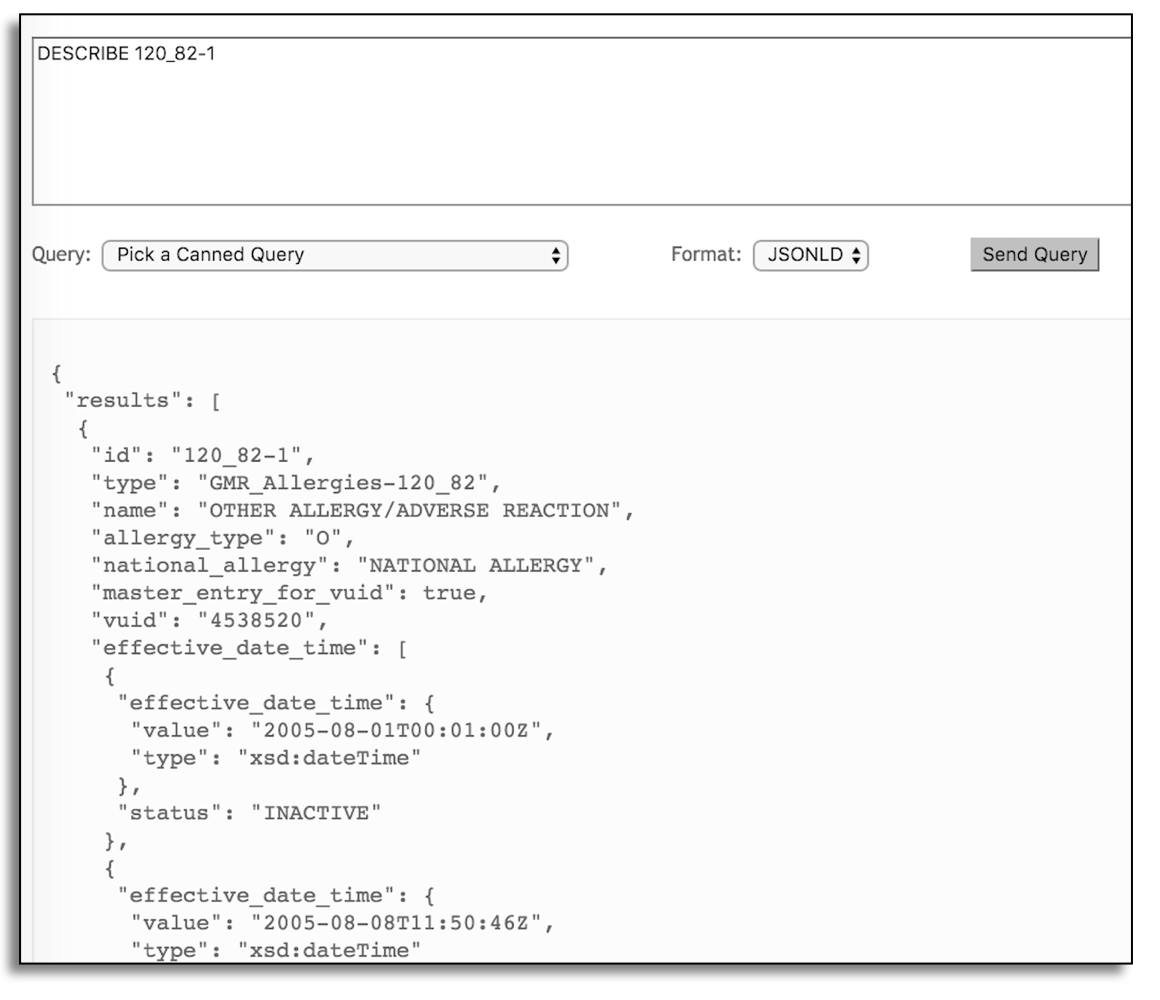 DESCRIBE 120_82-1
Query: Pick a Canned Query Format: JSONLD Send Query
{
"results": [
{
"id": "120_82-1",
"type": "GMR_Allergies-120_82",
"name": "OTHER ALLERGY/ADVERSE REACTION",
"allergy_type": "O",
"national_allergy": "NATIONAL ALLERGY",
"master_entry_for_vuid": true,
"vuid": "4538520",
"effective_date_time": [
{
"effective_date_time": {
"value": "2005-08-01T00:01:00Z",
"type": "xsd:dateTime"
},
"status": "INACTIVE"
},
{
"effective_date_time": {
"value": "2005-08-08T11:50:46Z",
"type": "xsd:dateTime"